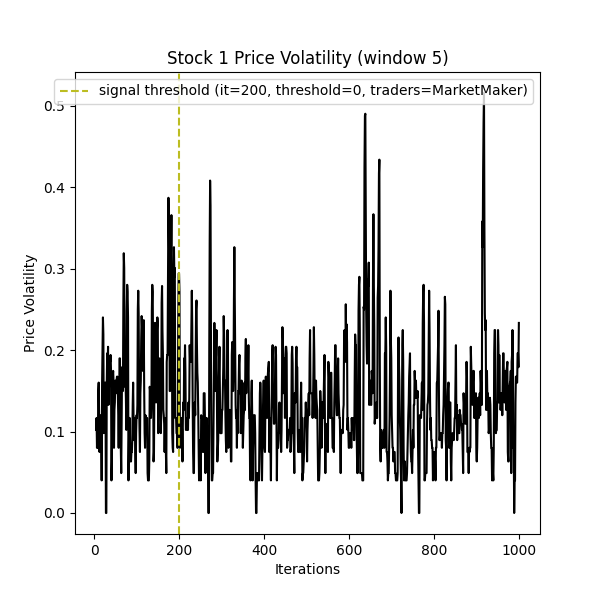 Stock 1 Price Volatility (window 5)
signal threshold (it=200, threshold=0, traders=MarketMaker)
0.5
0.4
0.3
0.2
0.1
0.0
Price Volatility
0 200 400 600 800 1000
Iterations